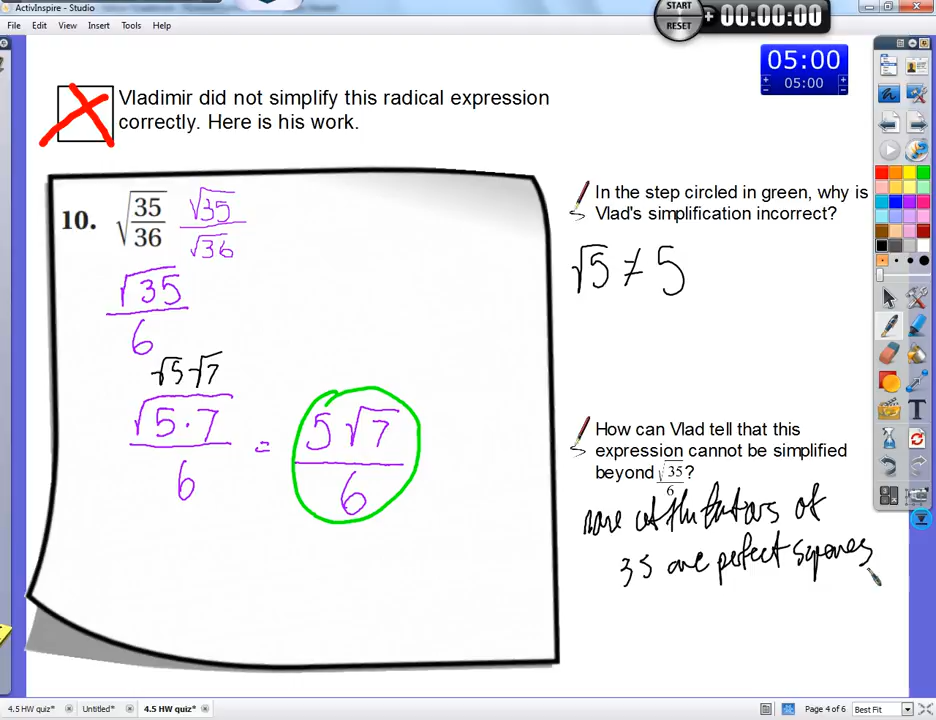 ActivInspire - Studio
START
RESET
+ 00:00:00
File Edit View Insert Tools Help
05:00
05:00
Vladimir did not simplify this radical expression
correctly. Here is his work.
In the step circled in green, why is
Vlad's simplification incorrect?
10. √(35/36) √35/√36
√5 ≠ 5
√35/6
√5 √7
√(5·7)/6 = 5√7/6
How can Vlad tell that this
expression cannot be simplified
beyond √35/6?
none of the factors of
35 are perfect squares
4.5 HW quiz* Untitled* 4.5 HW quiz* Page 4 of 6 Best Fit